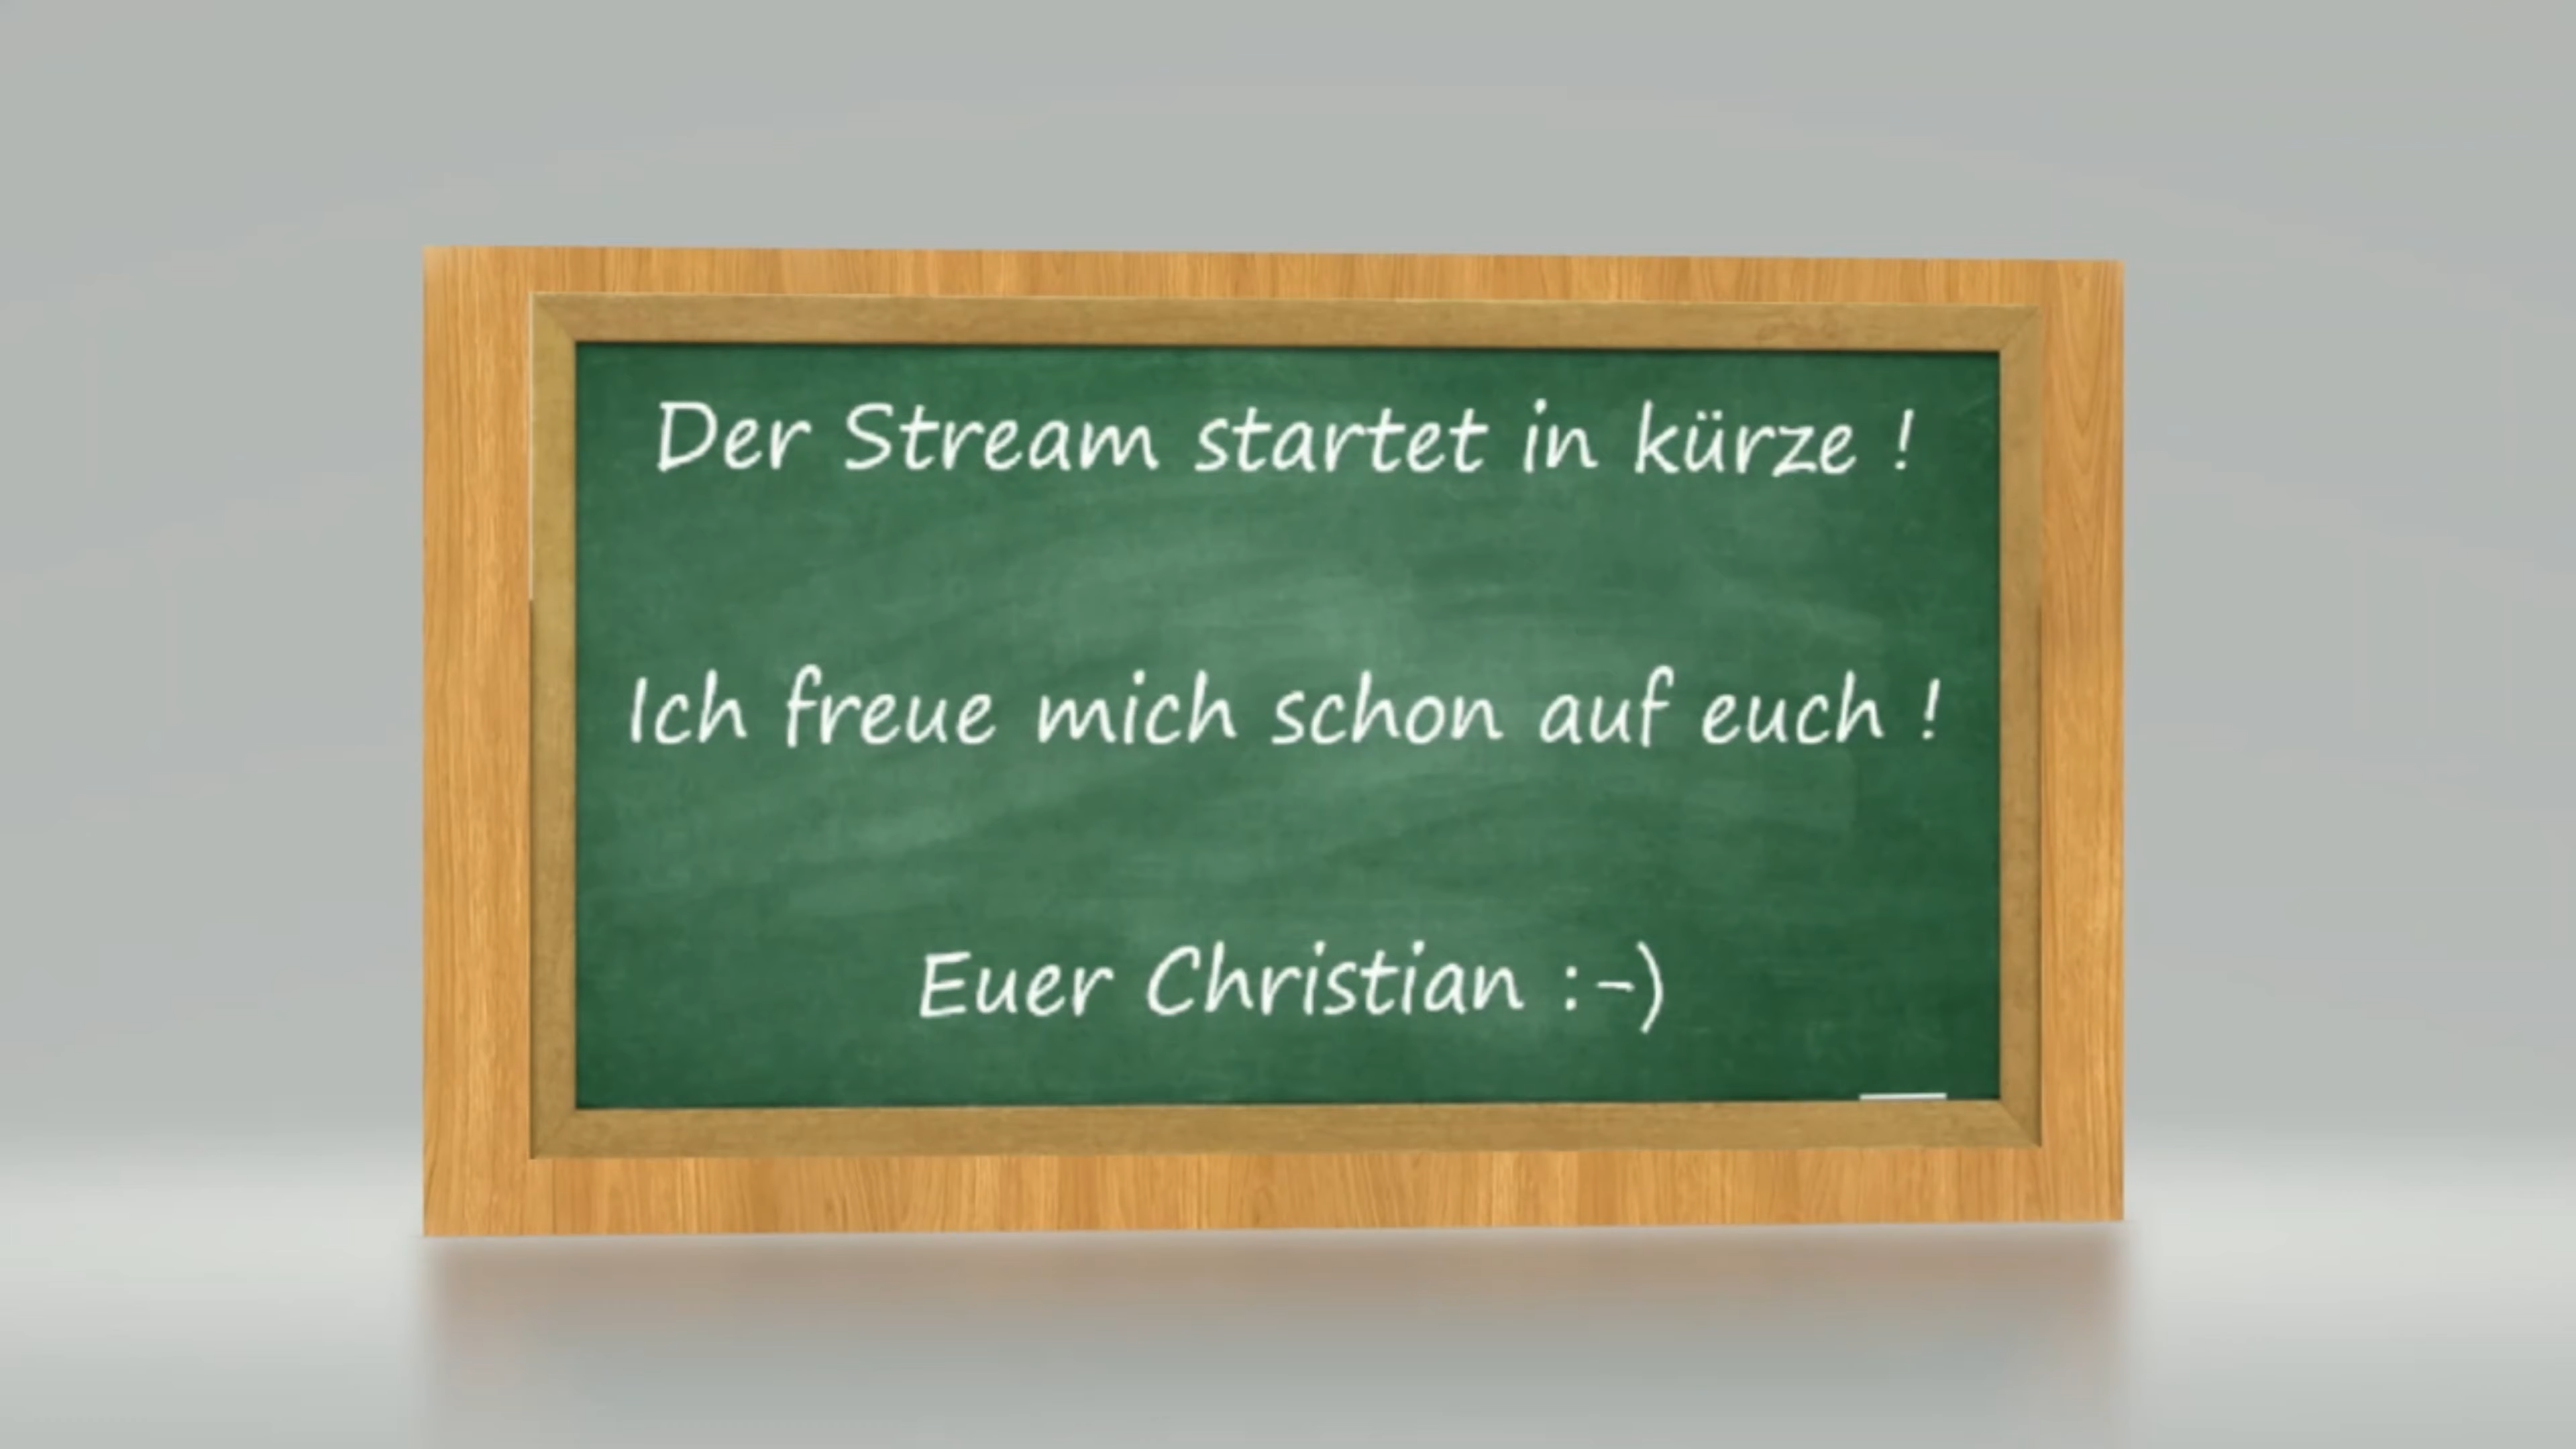 Der Stream startet in kürze !
Ich freue mich schon auf euch !
Euer Christian :-)